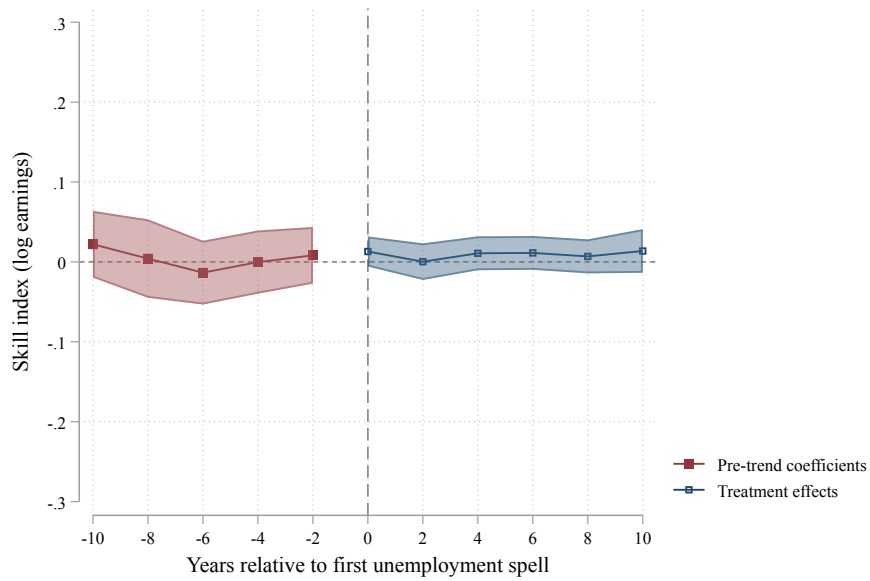 .3
.2
.1
0
-.1
-.2
-.3
Skill index (log earnings)
-10 -8 -6 -4 -2 0 2 4 6 8 10
Years relative to first unemployment spell
Pre-trend coefficients
Treatment effects